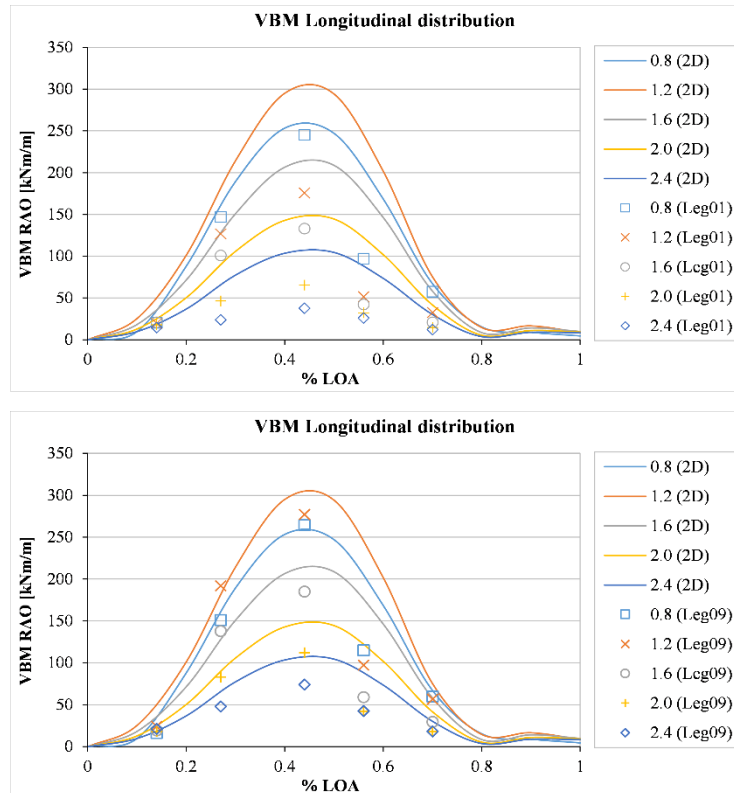 VBM Longitudinal distribution
VBM RAO [kNm/m]
350
300
250
200
150
100
50
0
0 0.2 0.4 0.6 0.8 1
% LOA
0.8 (2D)
1.2 (2D)
1.6 (2D)
2.0 (2D)
2.4 (2D)
0.8 (Leg01)
1.2 (Leg01)
1.6 (Leg01)
2.0 (Leg01)
2.4 (Leg01)
VBM Longitudinal distribution
VBM RAO [kNm/m]
350
300
250
200
150
100
50
0
0 0.2 0.4 0.6 0.8 1
% LOA
0.8 (2D)
1.2 (2D)
1.6 (2D)
2.0 (2D)
2.4 (2D)
0.8 (Leg09)
1.2 (Leg09)
1.6 (Leg09)
2.0 (Leg09)
2.4 (Leg09)